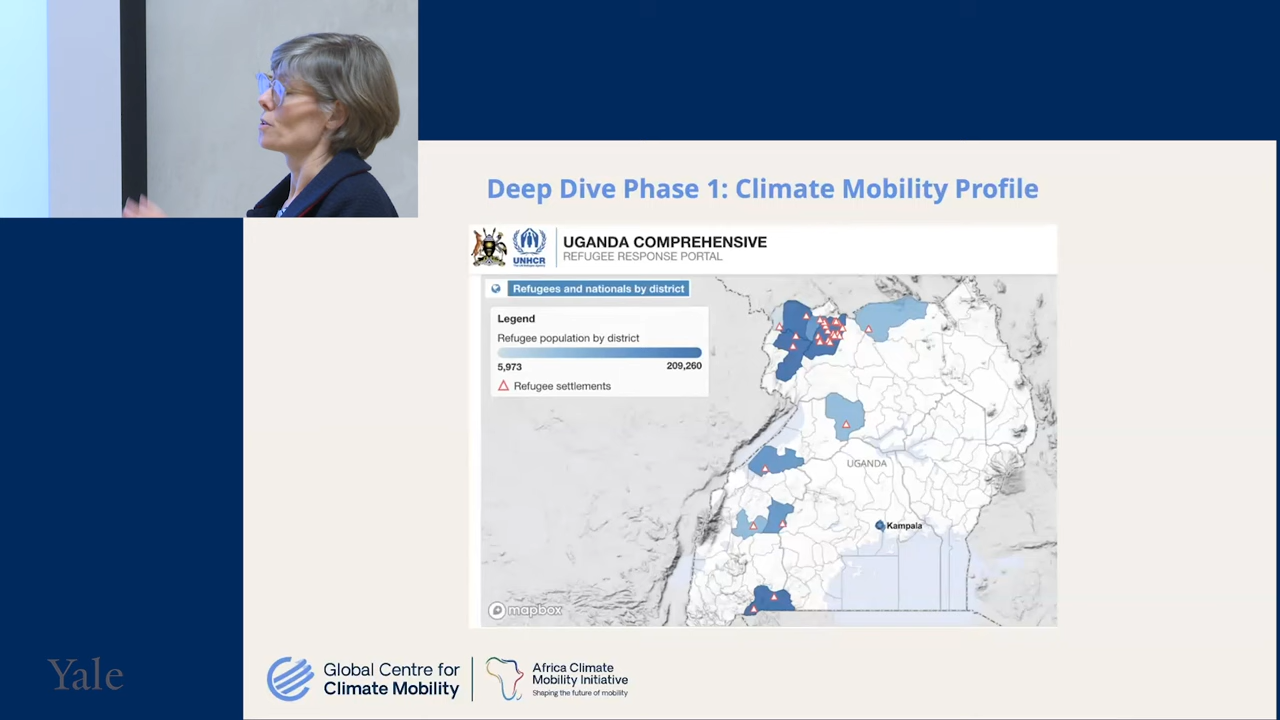 Deep Dive Phase 1: Climate Mobility Profile
UNHCR
UGANDA COMPREHENSIVE
REFUGEE RESPONSE PORTAL
Refugees and nationals by district
Legend
Refugee population by district
5,973 209,260
Refugee settlements
UGANDA
Kampala
mapbox
Yale
Global Centre for
Climate Mobility
Africa Climate
Mobility Initiative
Shaping the future of mobility